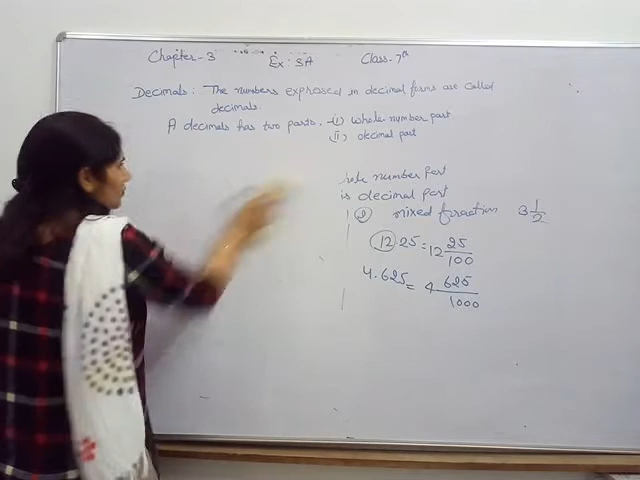 Chapter-3 Ex: 3A Class-7th
Decimals: The numbers expressed in decimal forms are called
decimals.
A decimals has two parts. -(i) whole number part
(ii) decimal part
hole number part
is decimal part
mixed fraction 3 1/2
12.25 = 12 25/100
4.625 = 4 625/1000